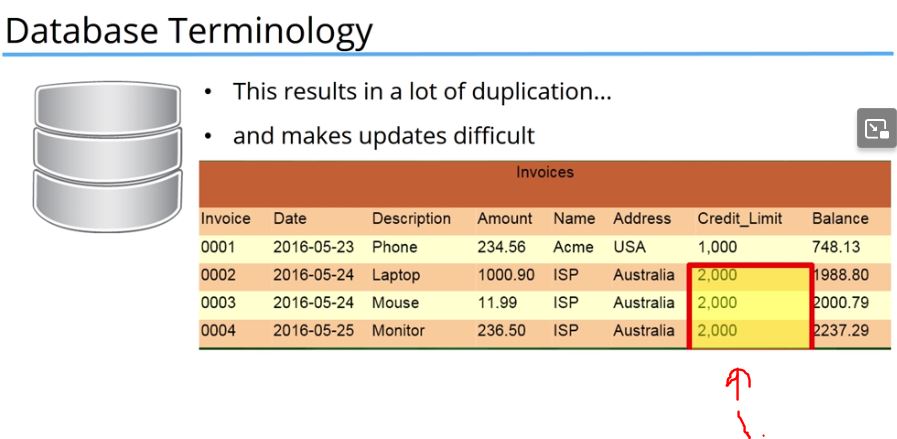 Database Terminology
• This results in a lot of duplication...
• and makes updates difficult
Invoices
Invoice Date Description Amount Name Address Credit_Limit Balance
0001 2016-05-23 Phone 234.56 Acme USA 1,000 748.13
0002 2016-05-24 Laptop 1000.90 ISP Australia 2,000 1988.80
0003 2016-05-24 Mouse 11.99 ISP Australia 2,000 2000.79
0004 2016-05-25 Monitor 236.50 ISP Australia 2,000 2237.29